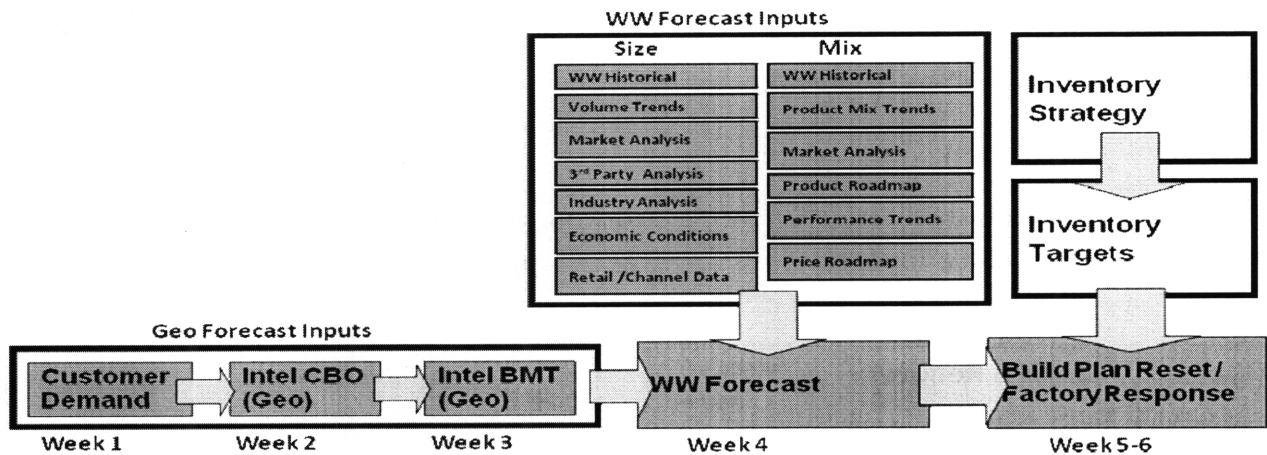 WW Forecast Inputs
Size
WW Historical
Volume Trends
Market Analysis
3rd Party Analysis
Industry Analysis
Economic Conditions
Retail /Channel Data
Mix
WW Historical
Product Mix Trends
Market Analysis
Product Roadmap
Performance Trends
Price Roadmap
Inventory
Strategy
Inventory
Targets
Geo Forecast Inputs
Customer
Demand
Intel CBO
(Geo)
Intel BMT
(Geo)
WW Forecast
Build Plan Reset /
Factory Response
Week 1
Week 2
Week 3
Week 4
Week 5-6